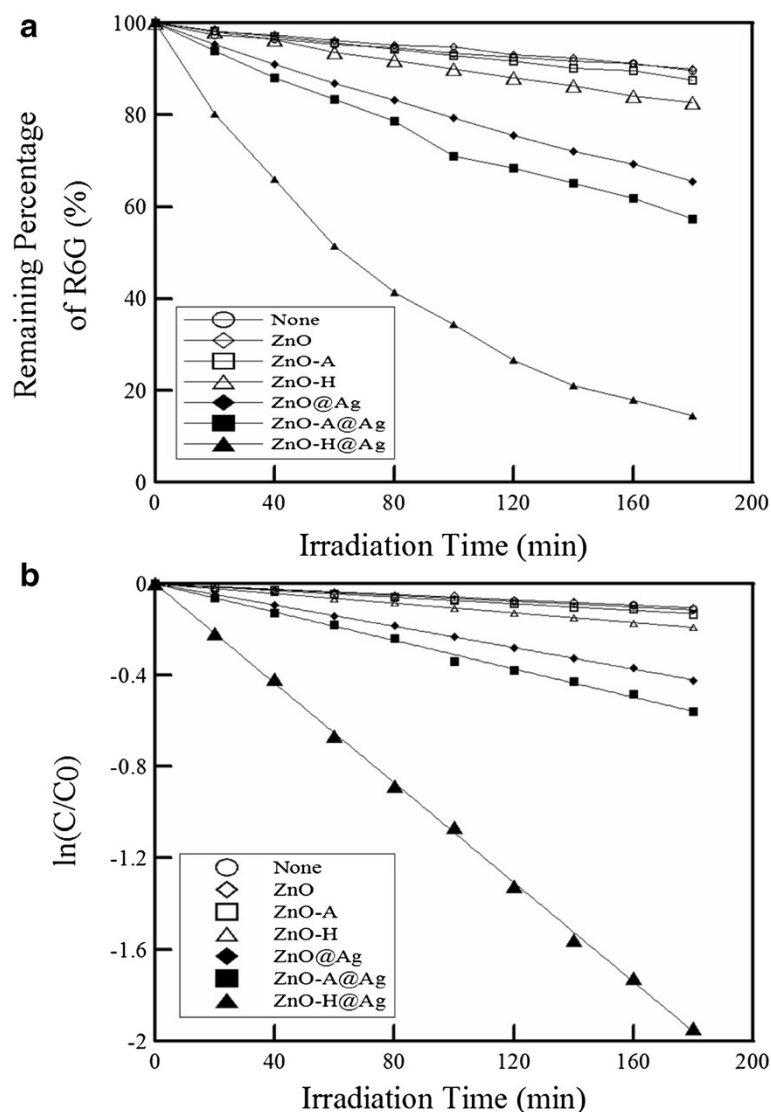 a
100
80
60
40
20
0
Remaining Percentage
of R6G (%)
None
ZnO
ZnO-A
ZnO-H
ZnO@Ag
ZnO-A@Ag
ZnO-H@Ag
0 40 80 120 160 200
Irradiation Time (min)
b
0
-0.4
-0.8
-1.2
-1.6
-2
ln(C/C0)
None
ZnO
ZnO-A
ZnO-H
ZnO@Ag
ZnO-A@Ag
ZnO-H@Ag
0 40 80 120 160 200
Irradiation Time (min)